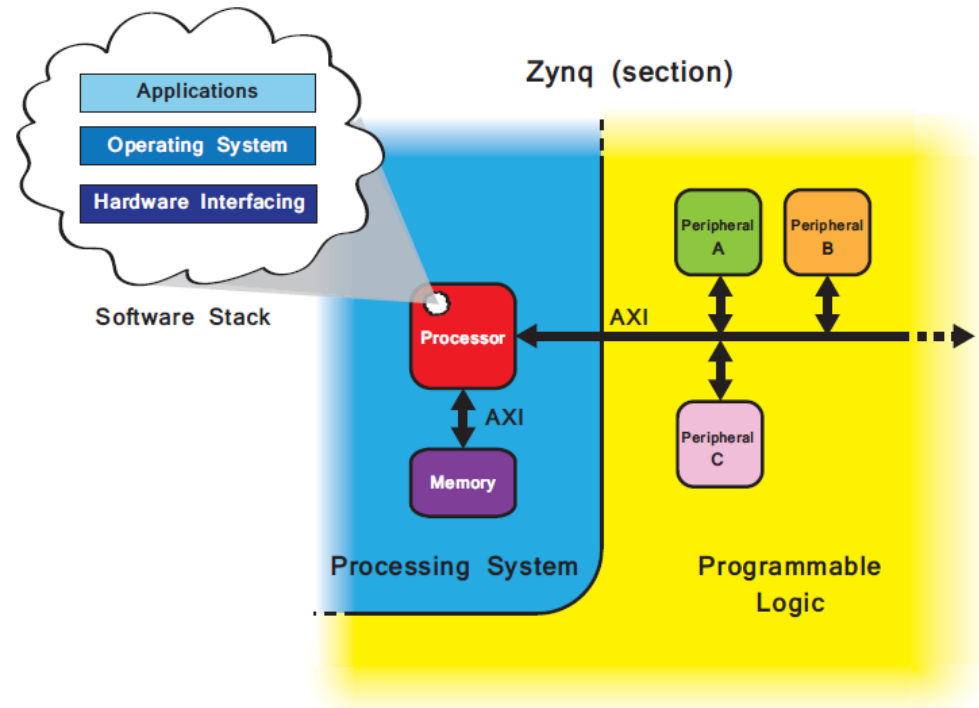 Zynq (section)
Applications
Operating System
Hardware Interfacing
Software Stack
Processor
AXI
Memory
Processing System
AXI
Peripheral
A
Peripheral
B
Peripheral
C
Programmable
Logic